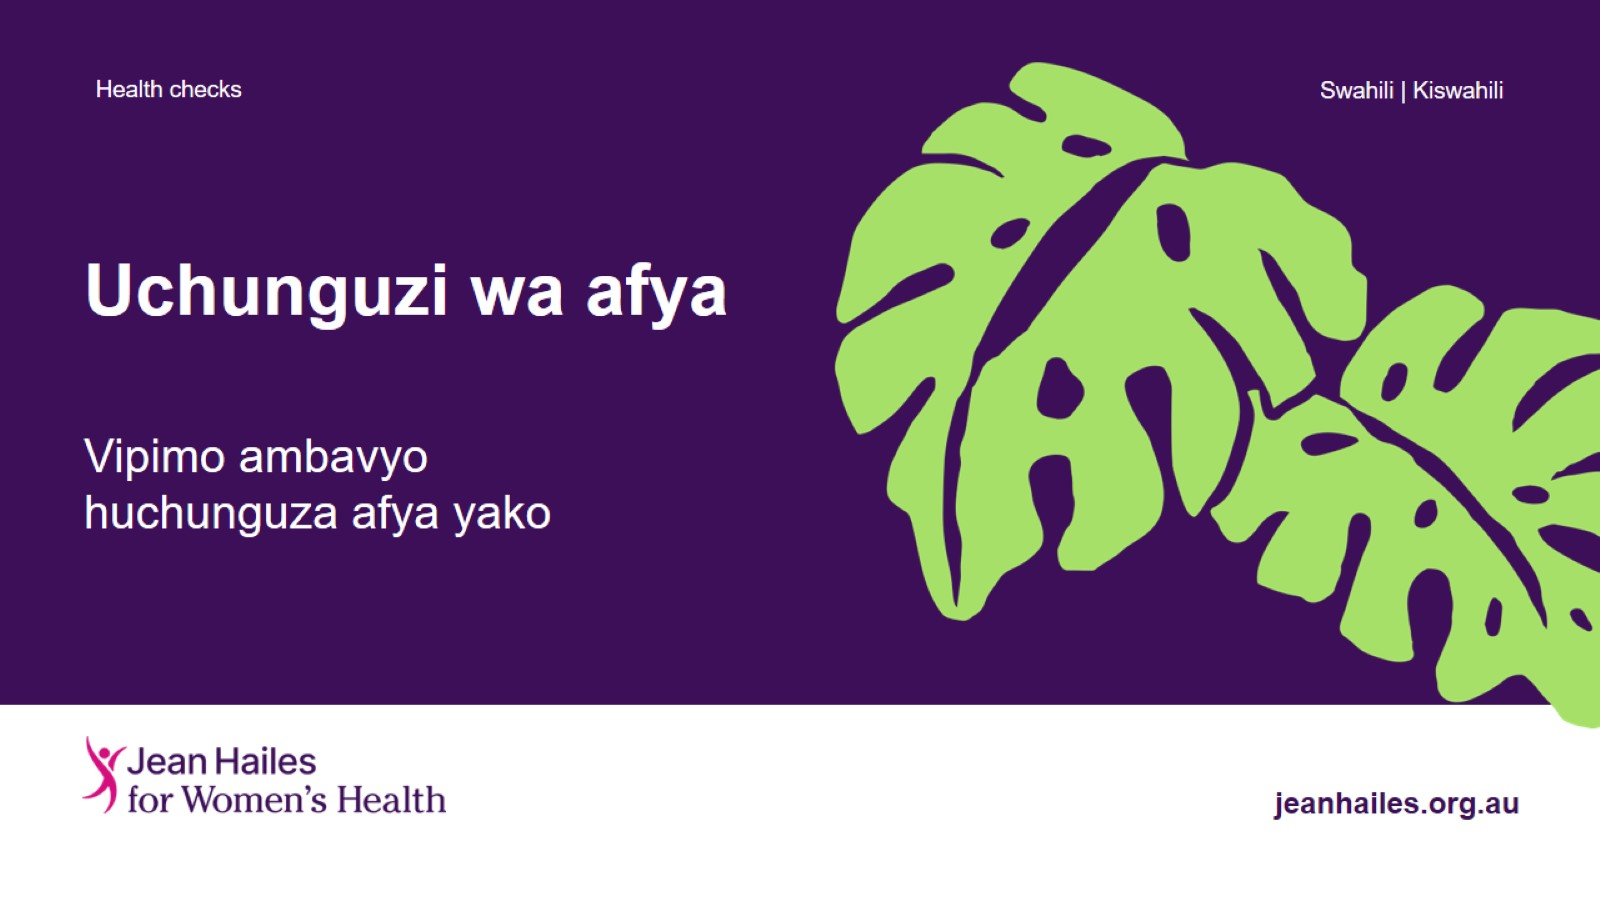 Health checks
Swahili | Kiswahili
Uchunguzi wa afya
Vipimo ambavyo
huchunguza afya yako
Jean Hailes
for Women's Health
jeanhailes.org.au